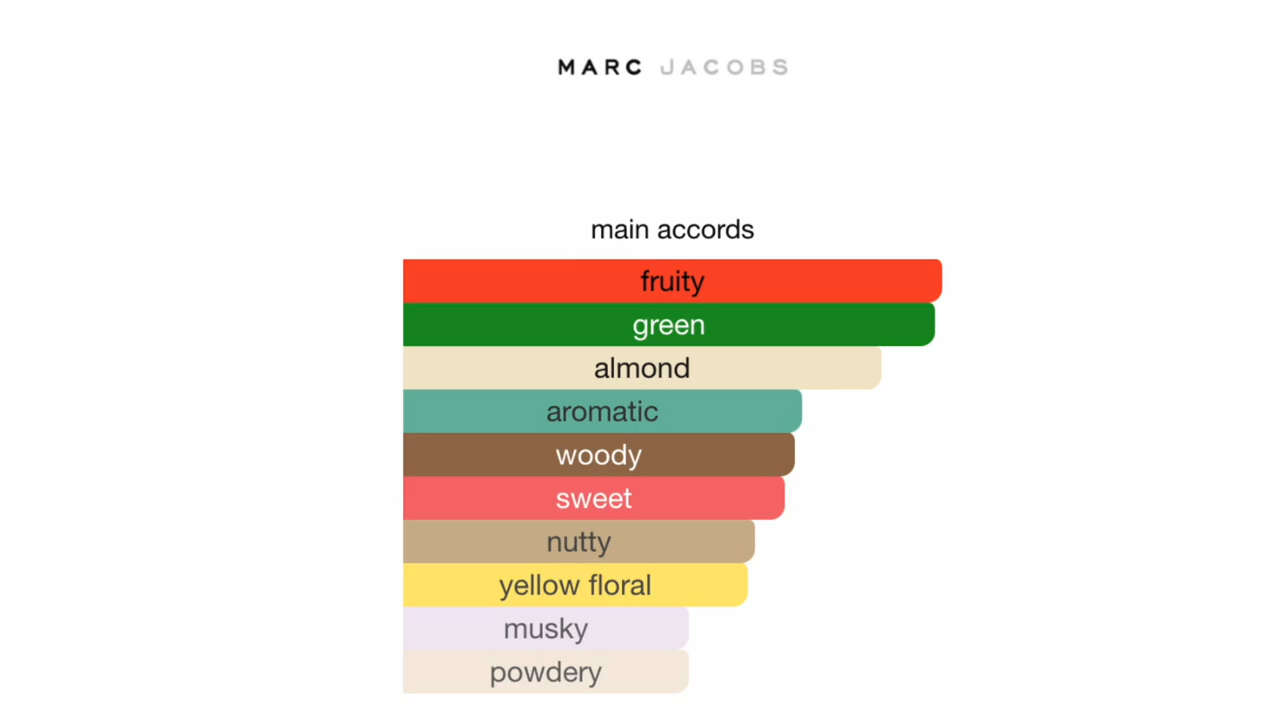 MARC JACOBS
main accords
fruity
green
almond
aromatic
woody
sweet
nutty
yellow floral
musky
powdery